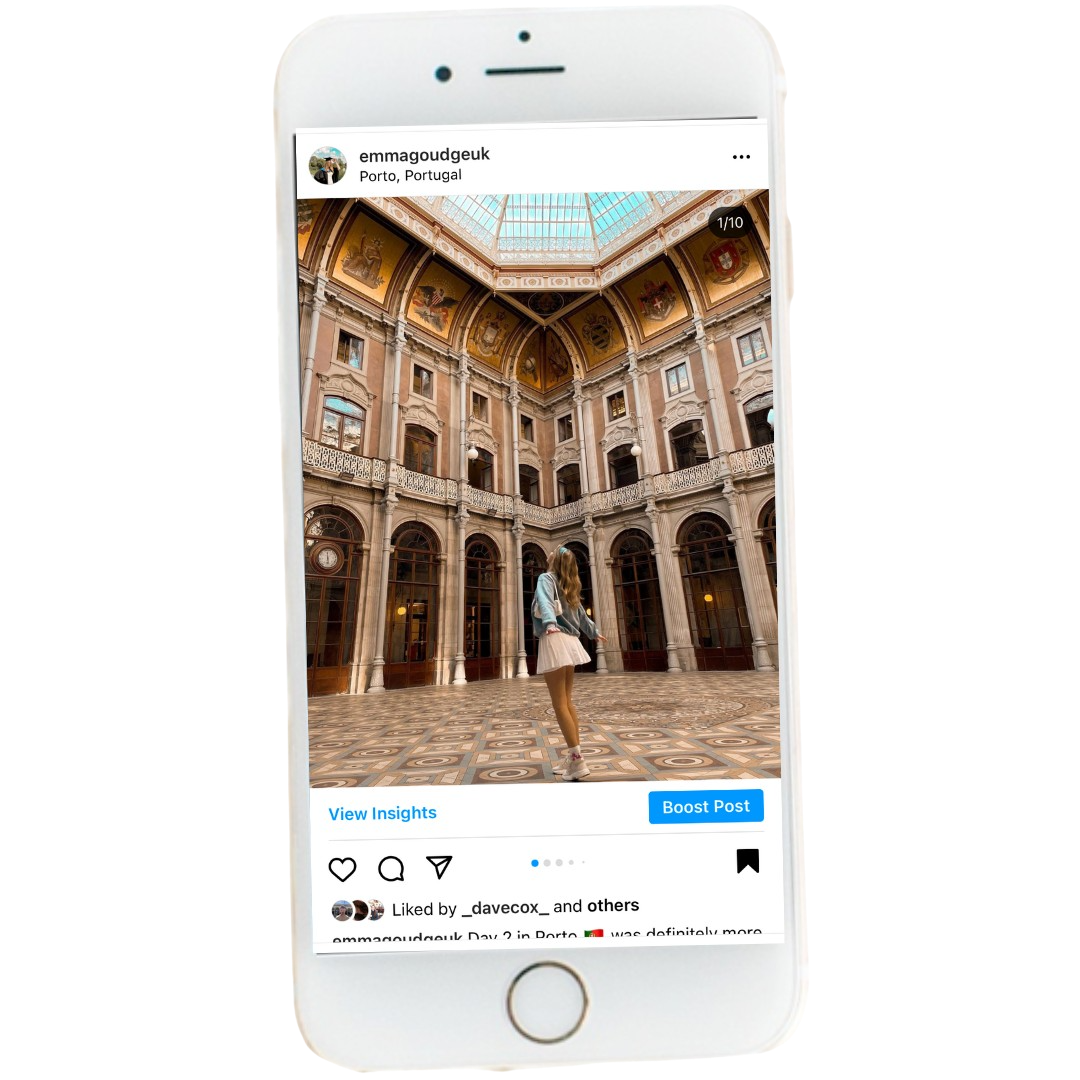 emmagoudgeuk
Porto, Portugal
1/10
View Insights
Boost Post
Liked by _davecox_ and others
emmagoudgeuk Day 2 in Porto 🇵🇹 was definitely more